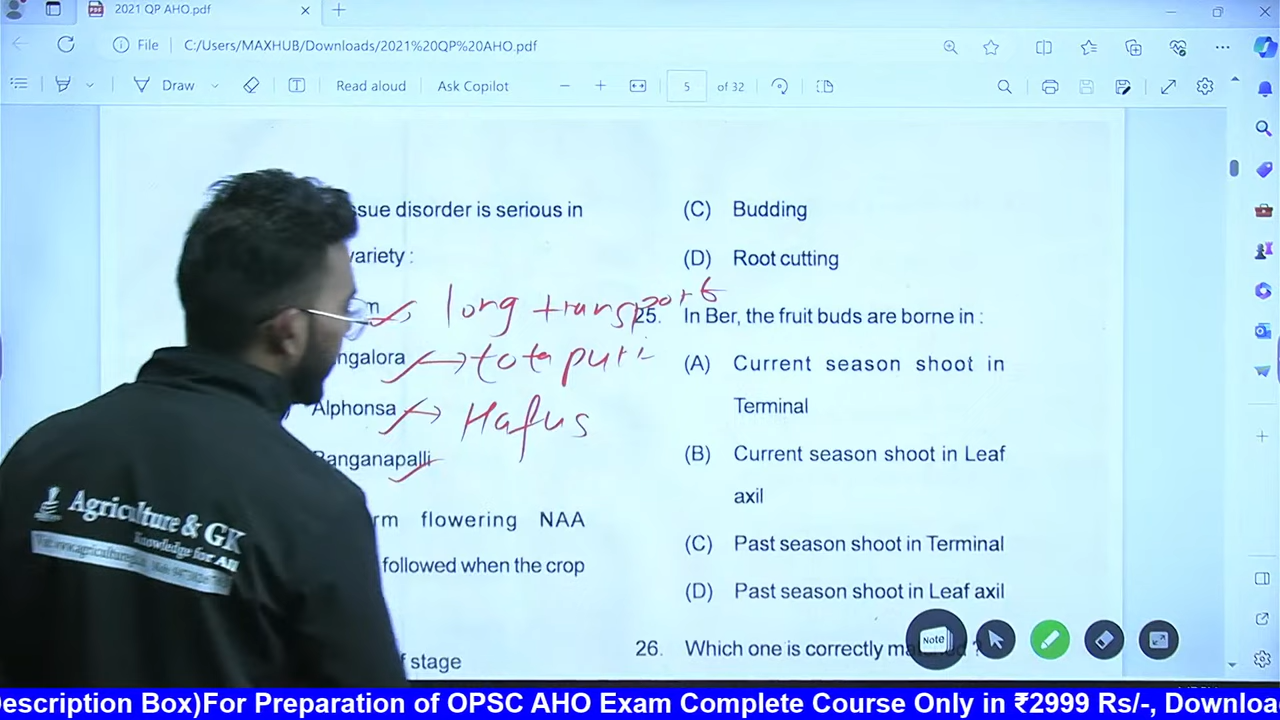 2021 QP AHO.pdf
File C:/Users/MAXHUB/Downloads/2021%20QP%20AHO.pdf
Draw Read aloud Ask Copilot 5 of 32
ssue disorder is serious in
variety :
m long transport
ngalora totapuri
Alphonsa Hafus
Banganapalli
rm flowering NAA
followed when the crop
f stage
(C) Budding
(D) Root cutting
25. In Ber, the fruit buds are borne in :
(A) Current season shoot in
Terminal
(B) Current season shoot in Leaf
axil
(C) Past season shoot in Terminal
(D) Past season shoot in Leaf axil
26. Which one is correctly ma ?
Note
Agriculture & GK
Knowledge for All
escription Box)For Preparation of OPSC AHO Exam Complete Course Only in ₹2999 Rs/-, Downloa